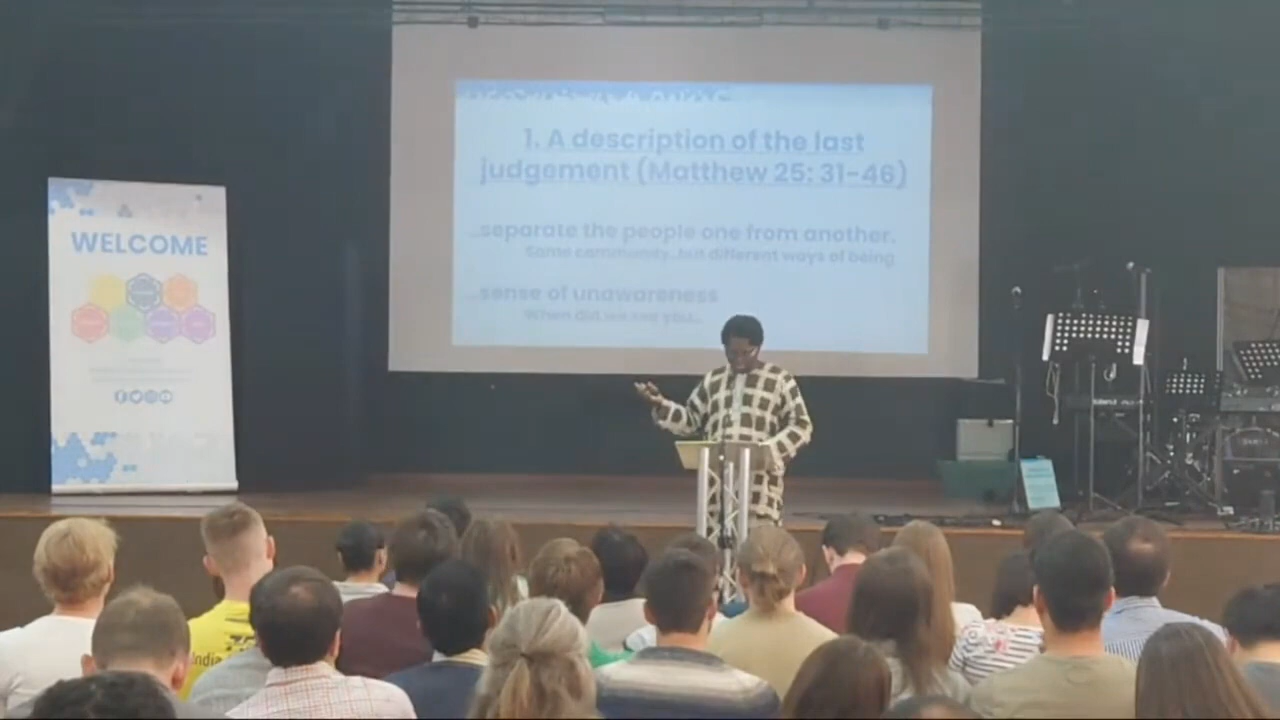 WELCOME
1. A description of the last
judgement (Matthew 25: 31-46)
...separate the people one from another.
Same community..but different ways of being
...sense of unawareness
When did we see you...
India